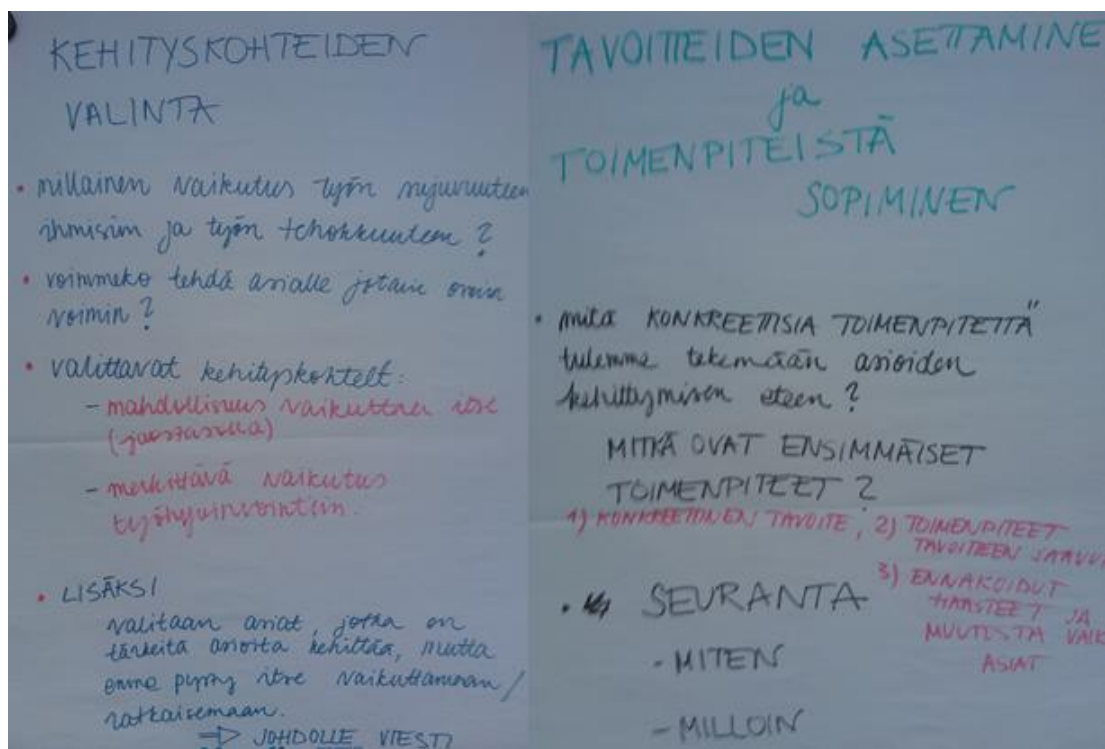 KEHITYSKOHTEIDEN
VALINTA
• millainen vaikutus työn sujuvuuteen
ihmisiin ja työn tehokkuuteen ?
• voimmeko tehdä asialle jotain omin
voimin ?
• valittavat kehityskohteet:
- mahdollisuus vaikuttaa itse
- merkittävä vaikutus
työhyvinvointiin.
• LISÄKSI
valitaan asiat, jotka on
tärkeitä asioita kehittää, mutta
emme pysty itse vaikuttamaan/
ratkaisemaan.
⇒ JOHDOLLE VIESTI
TAVOITTEIDEN ASETTAMINE
ja
TOIMENPITEISTÄ
SOPIMINEN
• mitä KONKREETTISIA TOIMENPITEITÄ
tulemme tekemään asioiden
kehittymisen eteen ?
MITKÄ OVAT ENSIMMÄISET
TOIMENPITEET ?
1) KONKREETTINEN TAVOITE, 2) TOIMENPITEET
TAVOITTEEN SAAVU
3) ENNAKOIDUT
HAASTEET JA
MUUTOSTA VAIK
ASIAT
• SEURANTA
- MITEN
- MILLOIN